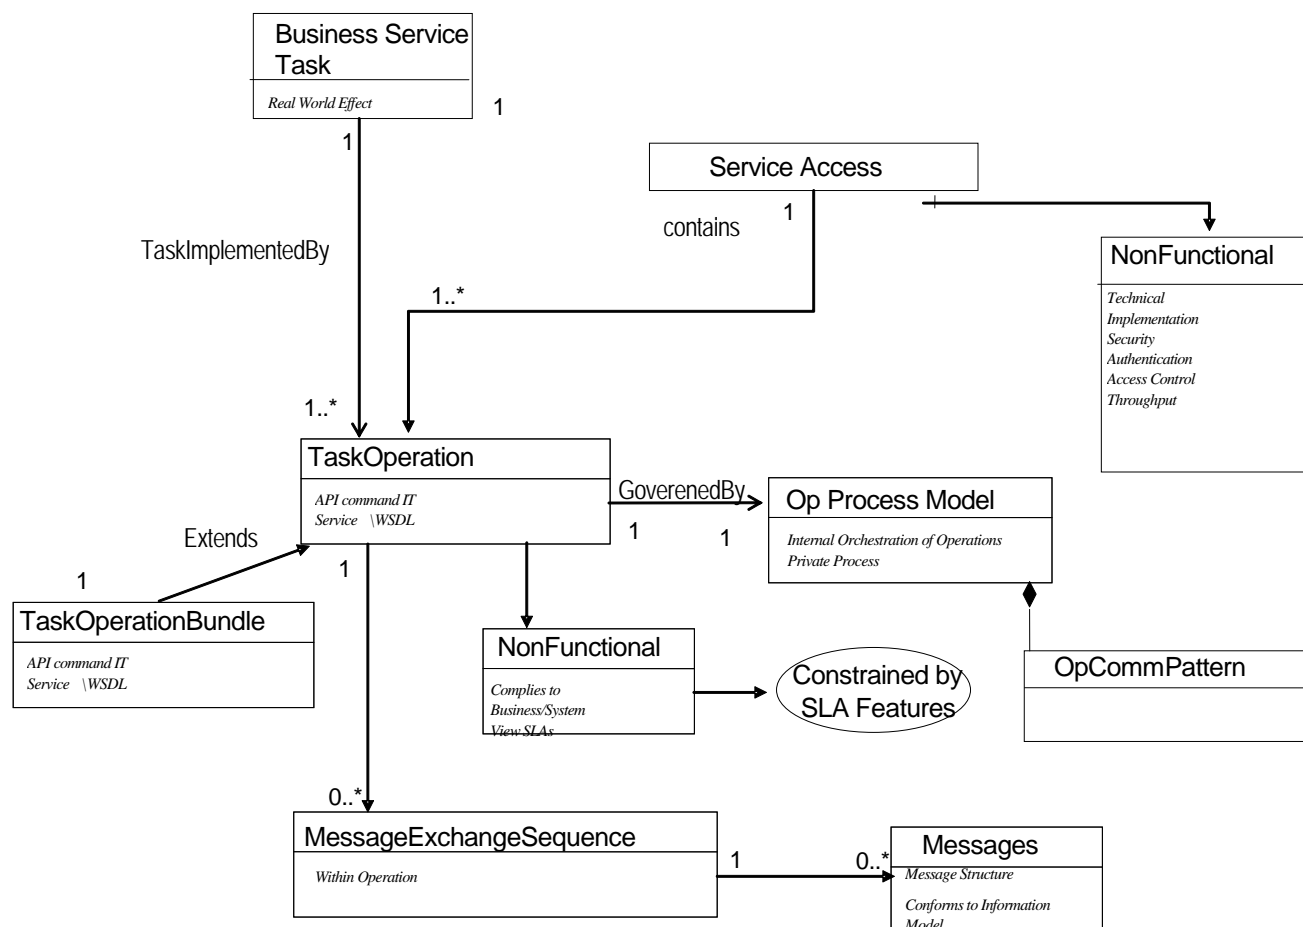 Business Service
Task
Real World Effect
1
1
Service Access
1
contains
TaskImplementedBy
NonFunctional
Technical
Implementation
Security
Authentication
Access Control
Throughput
1..*
1..*
TaskOperation
API command IT
Service \WSDL
GoverenedBy
1
1
Op Process Model
Internal Orchestration of Operations
Private Process
Extends
1
1
TaskOperationBundle
API command IT
Service \WSDL
NonFunctional
Complies to
Business/System
View SLAs
Constrained by
SLA Features
OpCommPattern
0..*
MessageExchangeSequence
Within Operation
1
0..*
Messages
Message Structure
Conforms to Information
Model